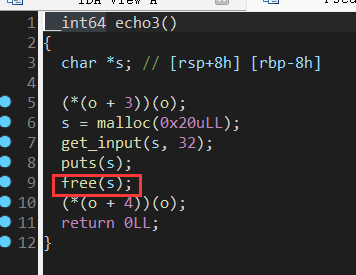 IDA View A
1 __int64 echo3()
2 {
3 char *s; // [rsp+8h] [rbp-8h]
4
5 (*(o + 3))(o);
6 s = malloc(0x20uLL);
7 get_input(s, 32);
8 puts(s);
9 free(s);
10 (*(o + 4))(o);
11 return 0LL;
12 }